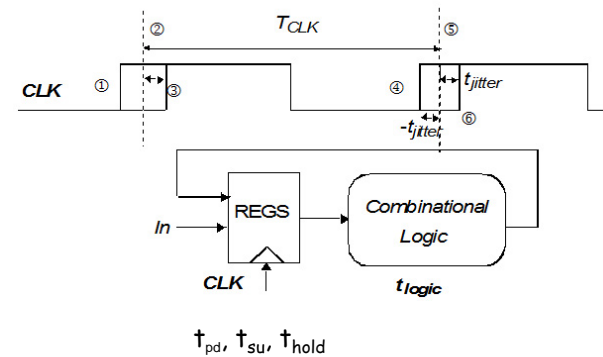 ② T_CLK ⑤
CLK ① ③ ④ t_jitter
-t_jitter ⑥
In REGS Combinational
Logic
CLK t_logic
t_pd, t_su, t_hold